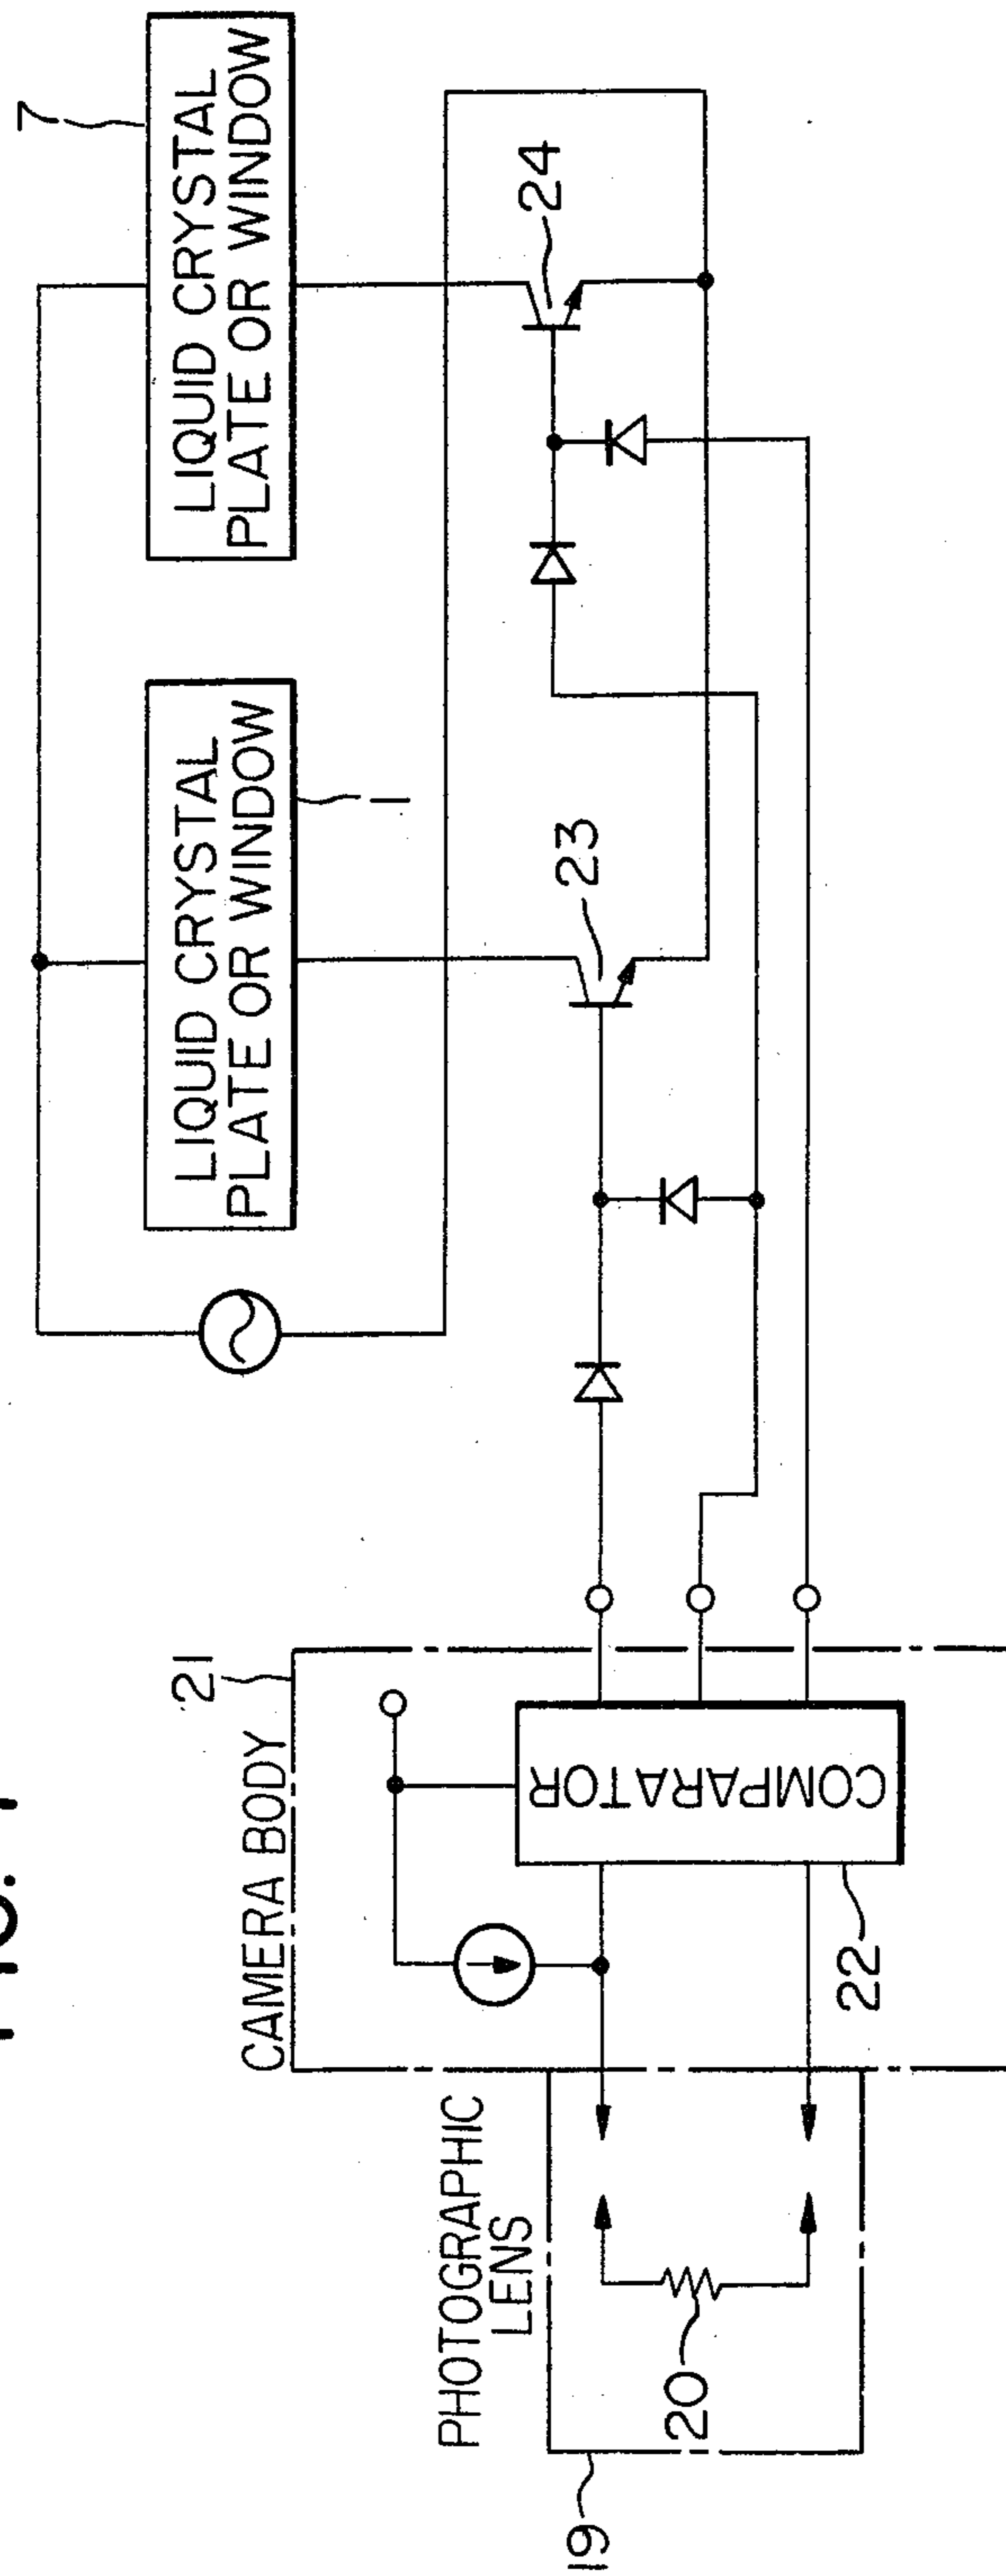 LIQUID CRYSTAL
PLATE OR WINDOW
7
LIQUID CRYSTAL
PLATE OR WINDOW
1
24
23
CAMERA BODY
21
COMPARATOR
22
PHOTOGRAPHIC
LENS
20
19